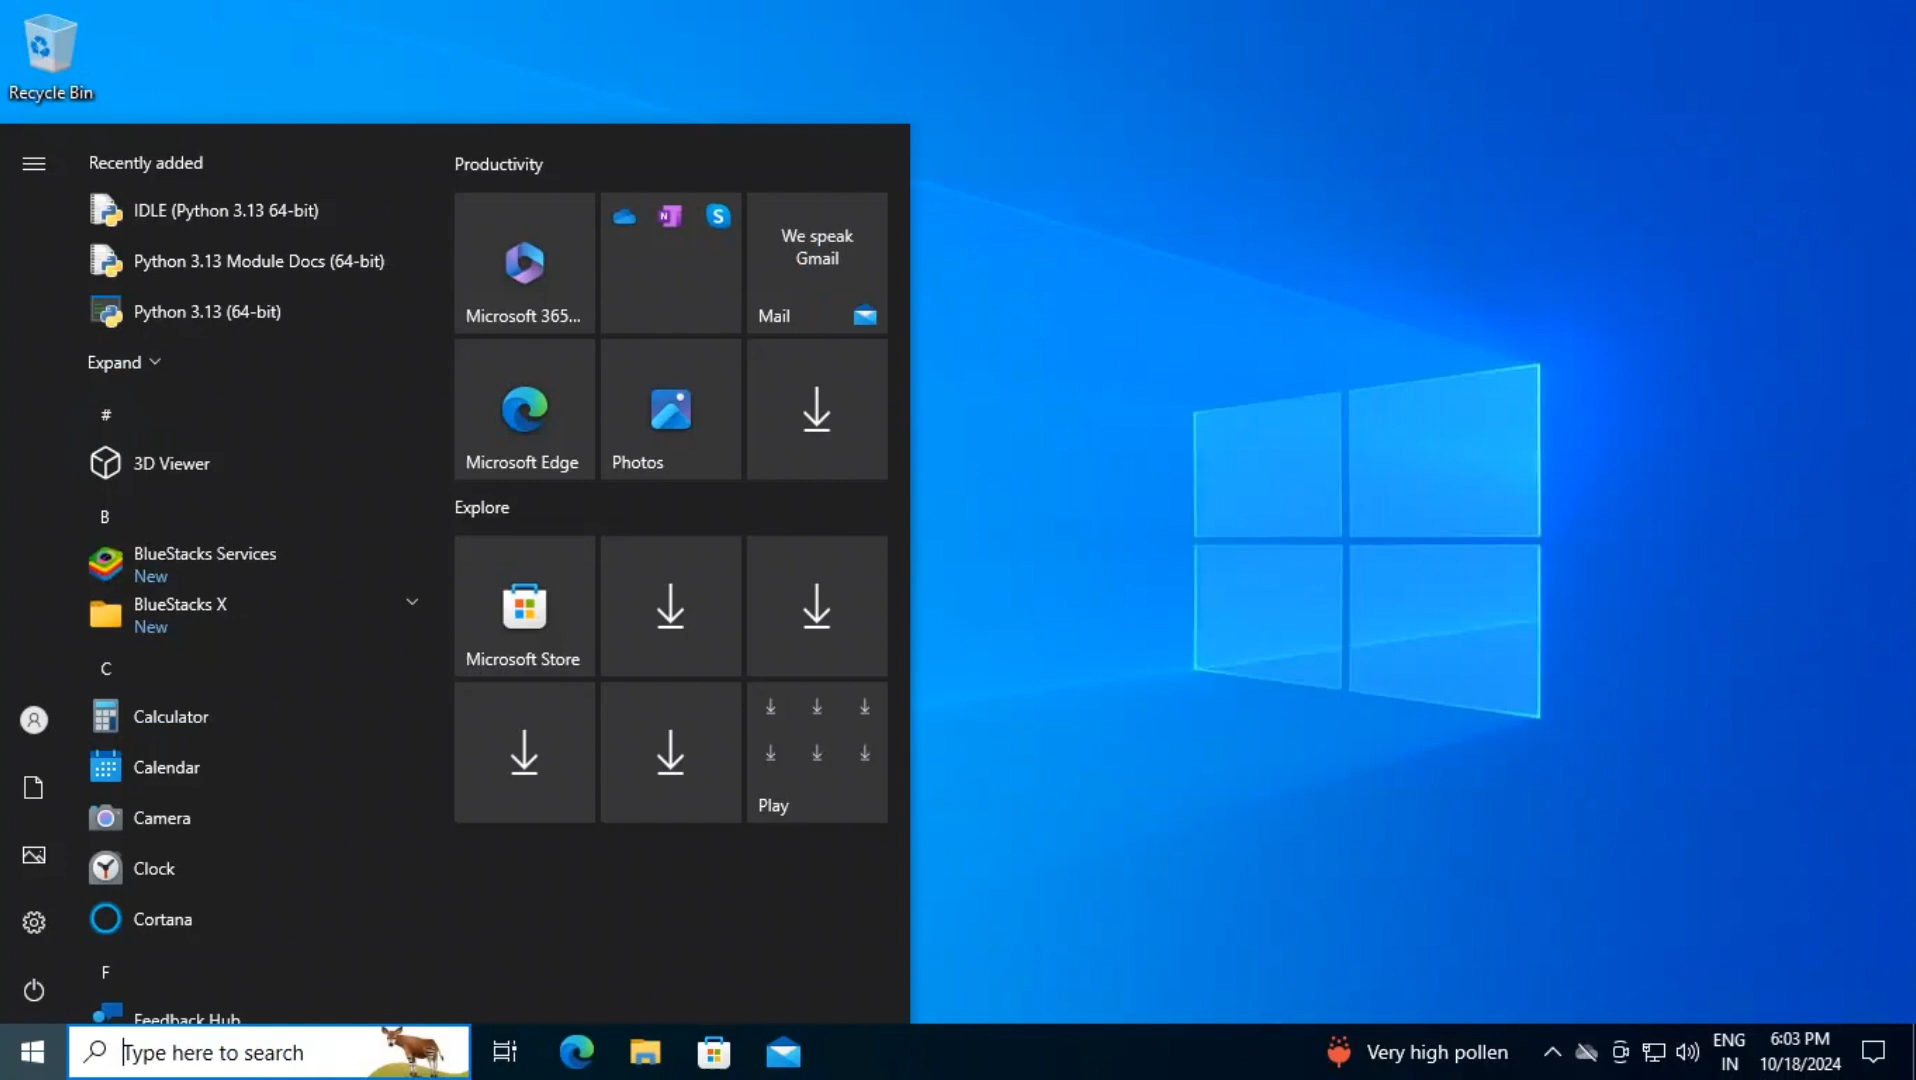 Recycle Bin
Recently added
IDLE (Python 3.13 64-bit)
Python 3.13 Module Docs (64-bit)
Python 3.13 (64-bit)
Expand
#
3D Viewer
B
BlueStacks Services
New
BlueStacks X
New
C
Calculator
Calendar
Camera
Clock
Cortana
F
Feedback Hub
Productivity
Microsoft 365...
N
S
We speak
Gmail
Mail
Microsoft Edge
Photos
Explore
Microsoft Store
Play
Type here to search
Very high pollen
ENG
IN
6:03 PM
10/18/2024